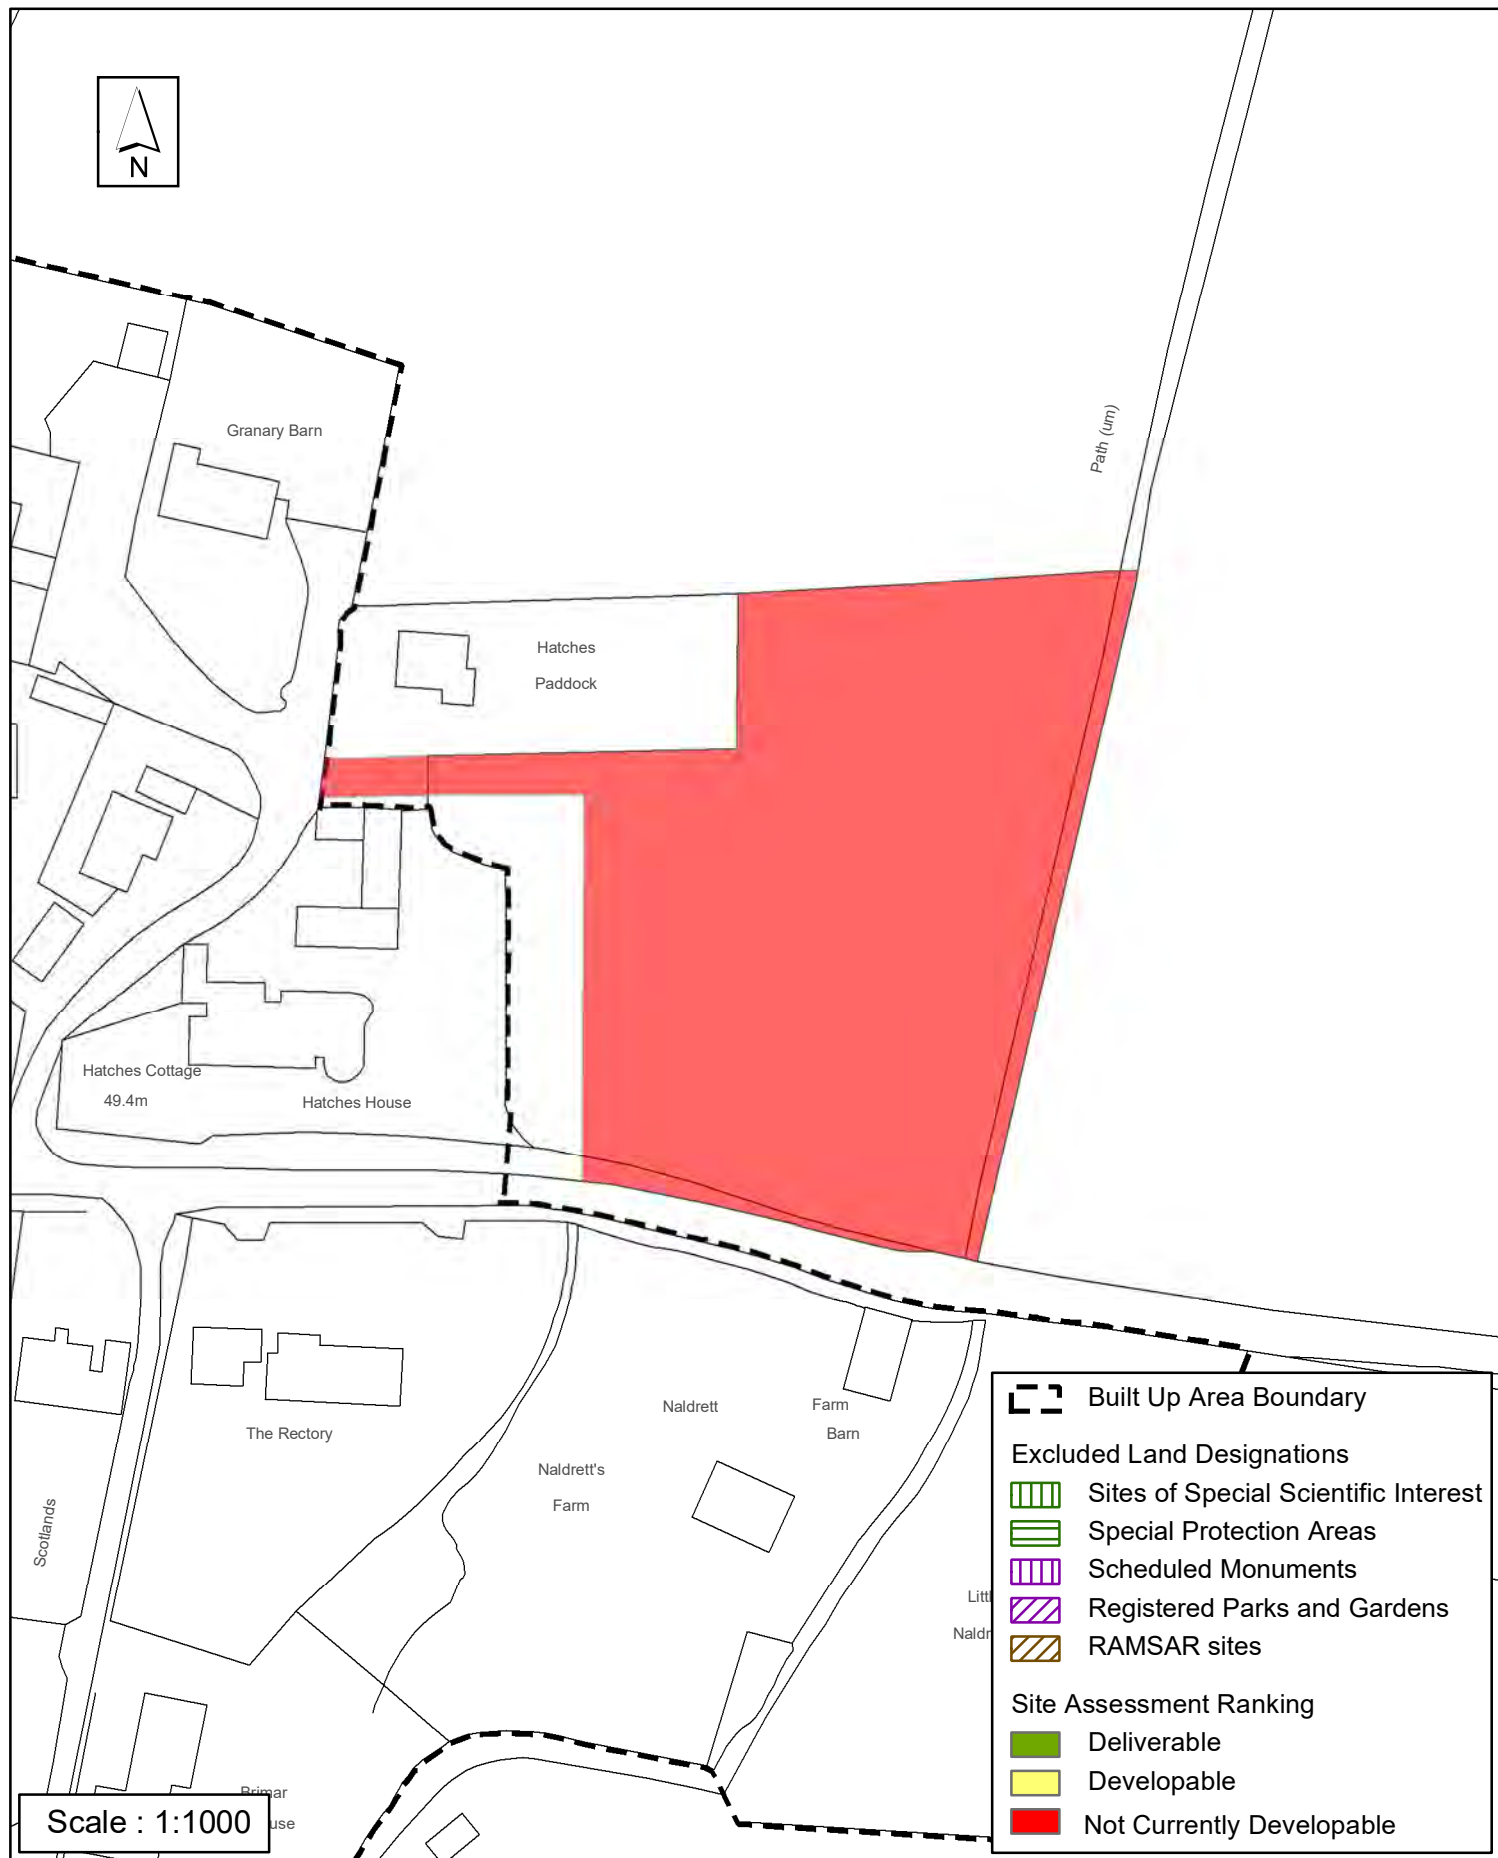 N
Granary Barn
Path (um)
Hatches
Paddock
Hatches Cottage
49.4m
Hatches House
The Rectory
Naldrett
Farm
Barn
Naldrett's
Farm
Scotlands
Brimar
Scale : 1:1000
Built Up Area Boundary
Excluded Land Designations
Sites of Special Scientific Interest
Special Protection Areas
Scheduled Monuments
Registered Parks and Gardens
RAMSAR sites
Site Assessment Ranking
Deliverable
Developable
Not Currently Developable